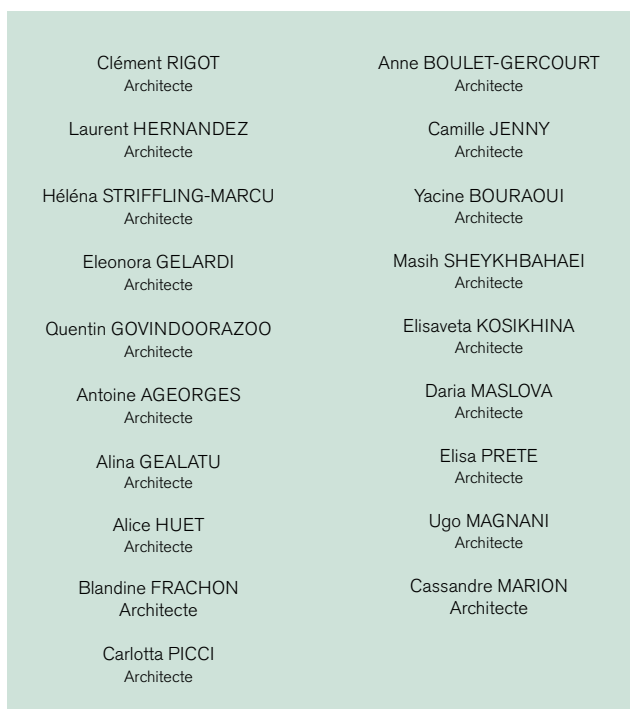 Clément RIGOT
Architecte
Laurent HERNANDEZ
Architecte
Héléna STRIFFLING-MARCU
Architecte
Eleonora GELARDI
Architecte
Quentin GOVINDOORAZOO
Architecte
Antoine AGEORGES
Architecte
Alina GEALATU
Architecte
Alice HUET
Architecte
Blandine FRACHON
Architecte
Carlotta PICCI
Architecte
Anne BOULET-GERCOURT
Architecte
Camille JENNY
Architecte
Yacine BOURAOUI
Architecte
Masih SHEYKHBAHAEI
Architecte
Elisaveta KOSIKHINA
Architecte
Daria MASLOVA
Architecte
Elisa PRETE
Architecte
Ugo MAGNANI
Architecte
Cassandre MARION
Architecte